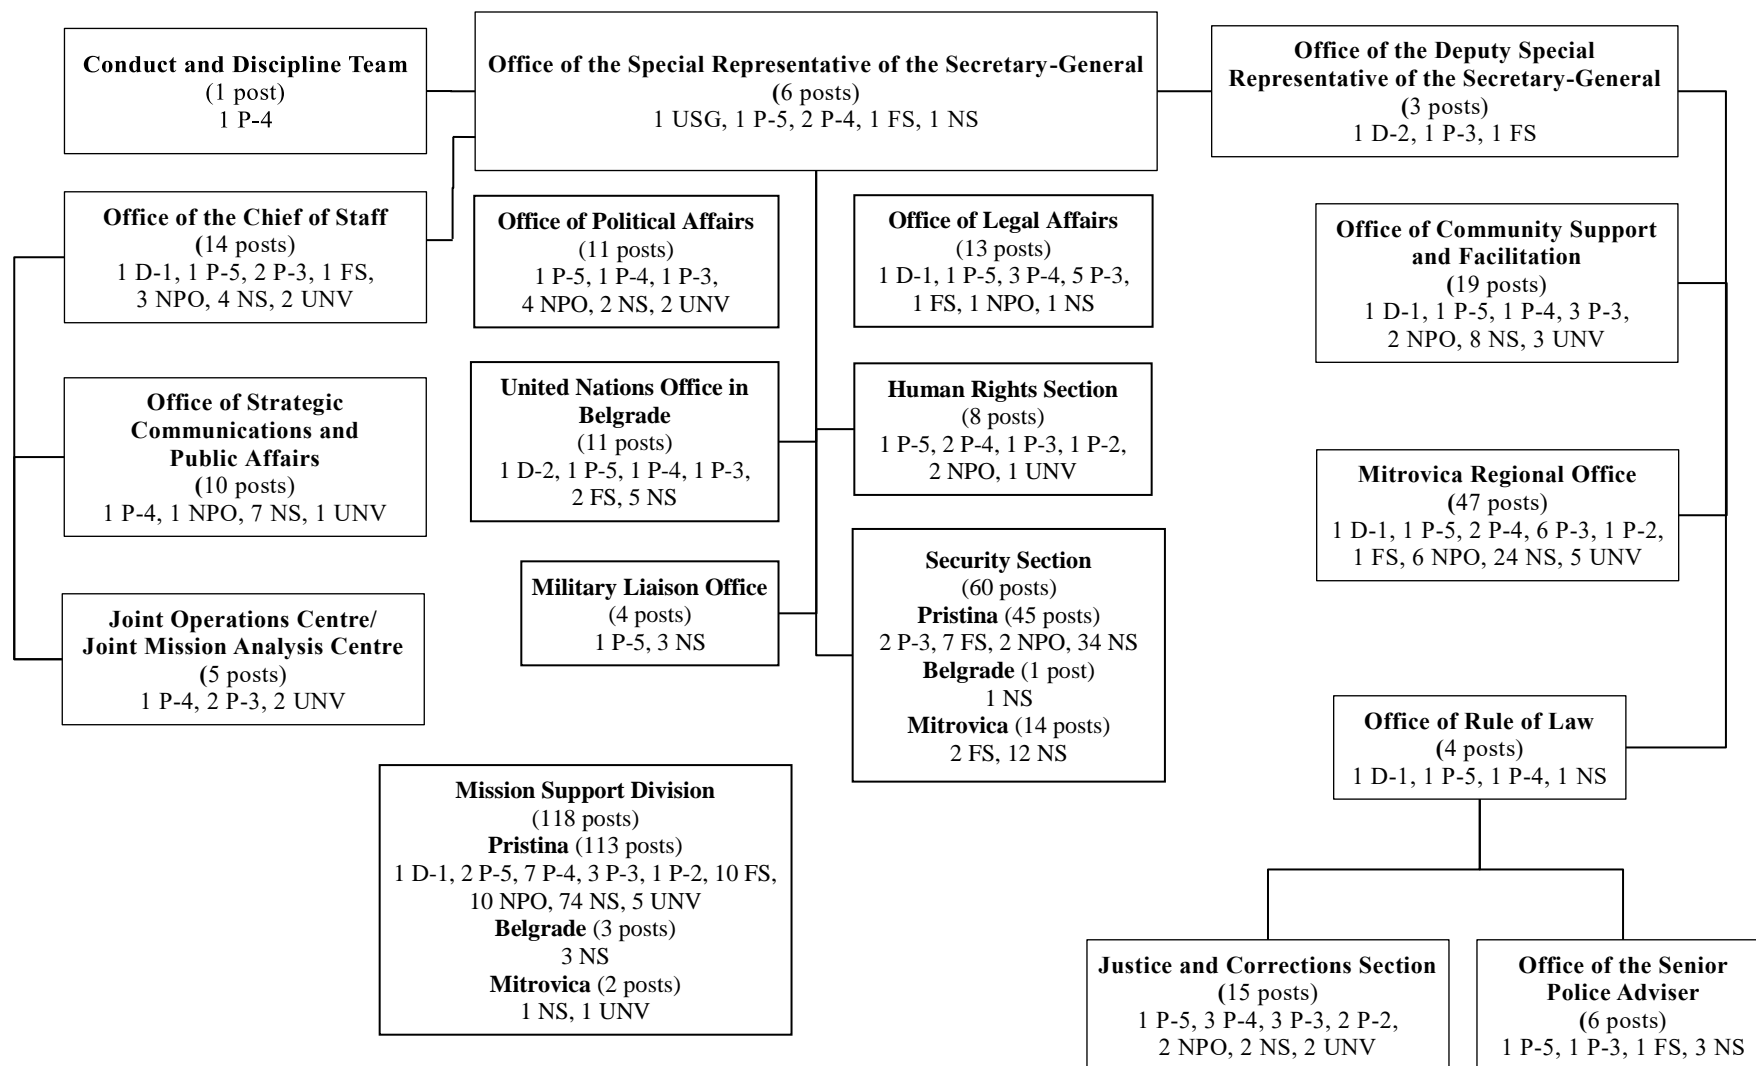 Conduct and Discipline Team
(1 post)
1 P-4
Office of the Special Representative of the Secretary-General
(6 posts)
1 USG, 1 P-5, 2 P-4, 1 FS, 1 NS
Office of the Deputy Special
Representative of the Secretary-General
(3 posts)
1 D-2, 1 P-3, 1 FS
Office of the Chief of Staff
(14 posts)
1 D-1, 1 P-5, 2 P-3, 1 FS,
3 NPO, 4 NS, 2 UNV
Office of Political Affairs
(11 posts)
1 P-5, 1 P-4, 1 P-3,
4 NPO, 2 NS, 2 UNV
Office of Legal Affairs
(13 posts)
1 D-1, 1 P-5, 3 P-4, 5 P-3,
1 FS, 1 NPO, 1 NS
Office of Community Support
and Facilitation
(19 posts)
1 D-1, 1 P-5, 1 P-4, 3 P-3,
2 NPO, 8 NS, 3 UNV
Office of Strategic
Communications and
Public Affairs
(10 posts)
1 P-4, 1 NPO, 7 NS, 1 UNV
United Nations Office in
Belgrade
(11 posts)
1 D-2, 1 P-5, 1 P-4, 1 P-3,
2 FS, 5 NS
Human Rights Section
(8 posts)
1 P-5, 2 P-4, 1 P-3, 1 P-2,
2 NPO, 1 UNV
Mitrovica Regional Office
(47 posts)
1 D-1, 1 P-5, 2 P-4, 6 P-3, 1 P-2,
1 FS, 6 NPO, 24 NS, 5 UNV
Joint Operations Centre/
Joint Mission Analysis Centre
(5 posts)
1 P-4, 2 P-3, 2 UNV
Military Liaison Office
(4 posts)
1 P-5, 3 NS
Security Section
(60 posts)
Pristina (45 posts)
2 P-3, 7 FS, 2 NPO, 34 NS
Belgrade (1 post)
1 NS
Mitrovica (14 posts)
2 FS, 12 NS
Office of Rule of Law
(4 posts)
1 D-1, 1 P-5, 1 P-4, 1 NS
Mission Support Division
(118 posts)
Pristina (113 posts)
1 D-1, 2 P-5, 7 P-4, 3 P-3, 1 P-2, 10 FS,
10 NPO, 74 NS, 5 UNV
Belgrade (3 posts)
3 NS
Mitrovica (2 posts)
1 NS, 1 UNV
Justice and Corrections Section
(15 posts)
1 P-5, 3 P-4, 3 P-3, 2 P-2,
2 NPO, 2 NS, 2 UNV
Office of the Senior
Police Adviser
(6 posts)
1 P-5, 1 P-3, 1 FS, 3 NS